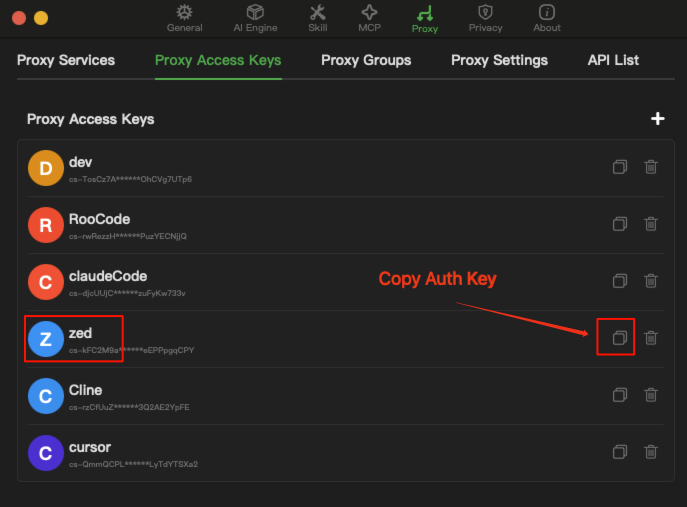 General AI Engine Skill MCP Proxy Privacy About
Proxy Services Proxy Access Keys Proxy Groups Proxy Settings API List
Proxy Access Keys +
D dev
cs-TosCz7A******OhCVg7UTp6
R RooCode
cs-rwRezzH******PuzYECNjjQ
C claudeCode
cs-djcUUjC******zuFyKw733v
Copy Auth Key
Z zed
cs-kFC2M9a******eEPPpgqCPY
C Cline
cs-rzCfUuZ******3Q2AE2YpFE
C cursor
cs-QmmQCPL******LyTdYTSXa2